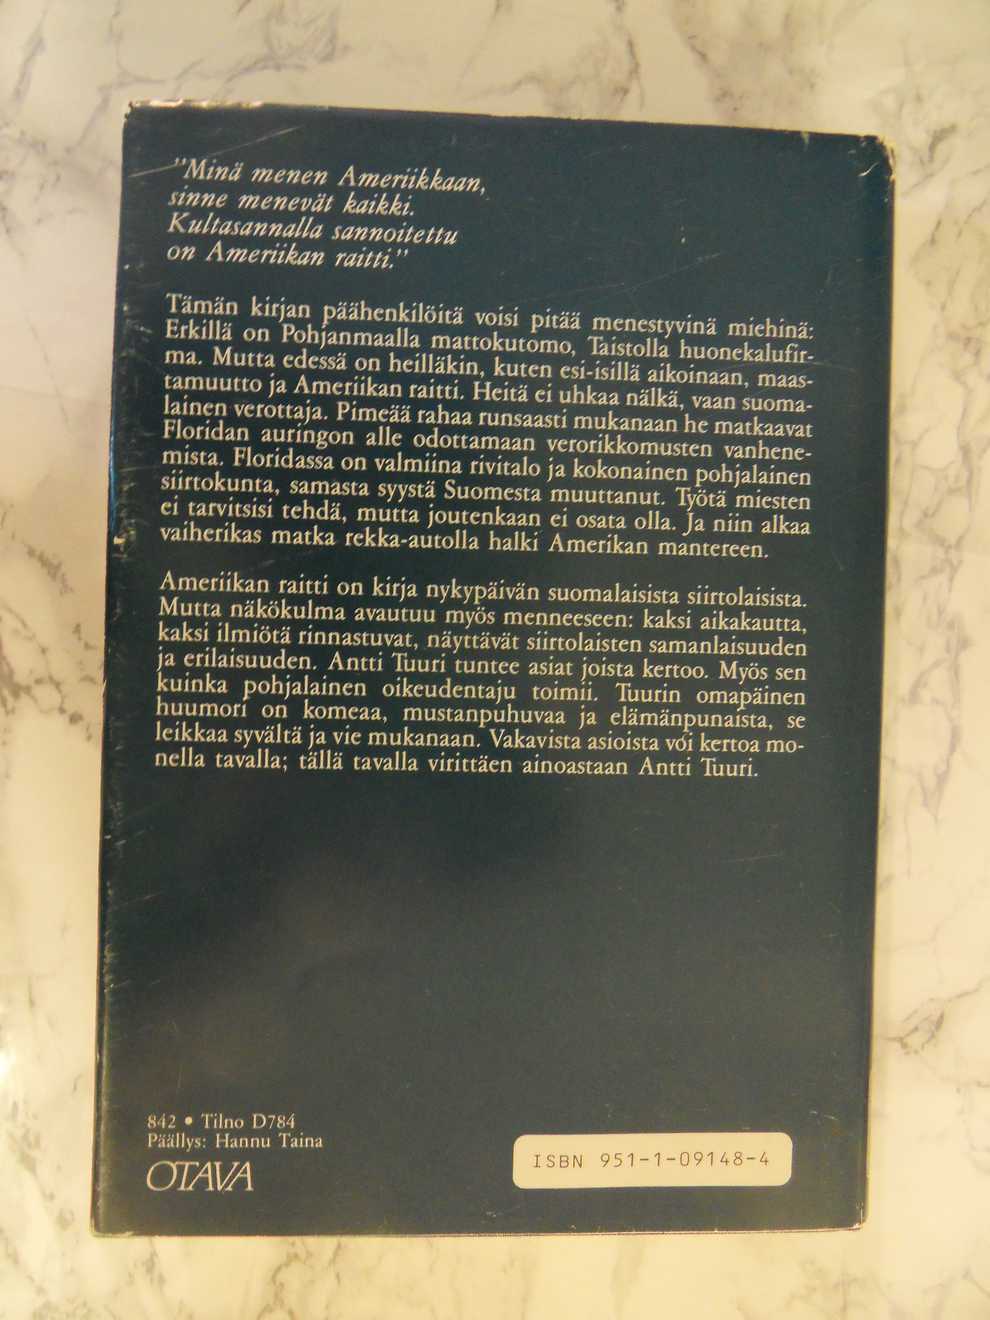 "Minä menen Ameriikkaan,
sinne menevät kaikki.
Kultasannalla sannoitettu
on Ameriikan raitti."
Tämän kirjan päähenkilöitä voisi pitää menestyvinä miehinä:
Erkillä on Pohjanmaalla mattokutomo, Taistolla huonekalufir-
ma. Mutta edessä on heilläkin, kuten esi-isillä aikoinaan, maas-
tamuutto ja Ameriikan raitti. Heitä ei uhkaa nälkä, vaan suoma-
lainen verottaja. Pimeää rahaa runsaasti mukanaan he matkaavat
Floridan auringon alle odottamaan verorikkomusten vanhene-
mista. Floridassa on valmiina rivitalo ja kokonainen pohjalainen
siirtokunta, samasta syystä Suomesta muuttanut. Työtä miesten
ei tarvitsisi tehdä, mutta joutenkaan ei osata olla. Ja niin alkaa
vaiherikas matka rekka-autolla halki Amerikan mantereen.
Ameriikan raitti on kirja nykypäivän suomalaisista siirtolaisista.
Mutta näkökulma avautuu myös menneeseen: kaksi aikakautta,
kaksi ilmiötä rinnastuvat, näyttävät siirtolaisten samanlaisuuden
ja erilaisuuden. Antti Tuuri tuntee asiat joista kertoo. Myös sen
kuinka pohjalainen oikeudentaju toimii. Tuurin omapäinen
huumori on komeaa, mustanpuhuvaa ja elämänpunaista, se
leikkaa syvältä ja vie mukanaan. Vakavista asioista voi kertoa mo-
nella tavalla; tällä tavalla virittäen ainoastaan Antti Tuuri.
842 • Tilno D784
Päällys: Hannu Taina
OTAVA
ISBN 951-1-09148-4